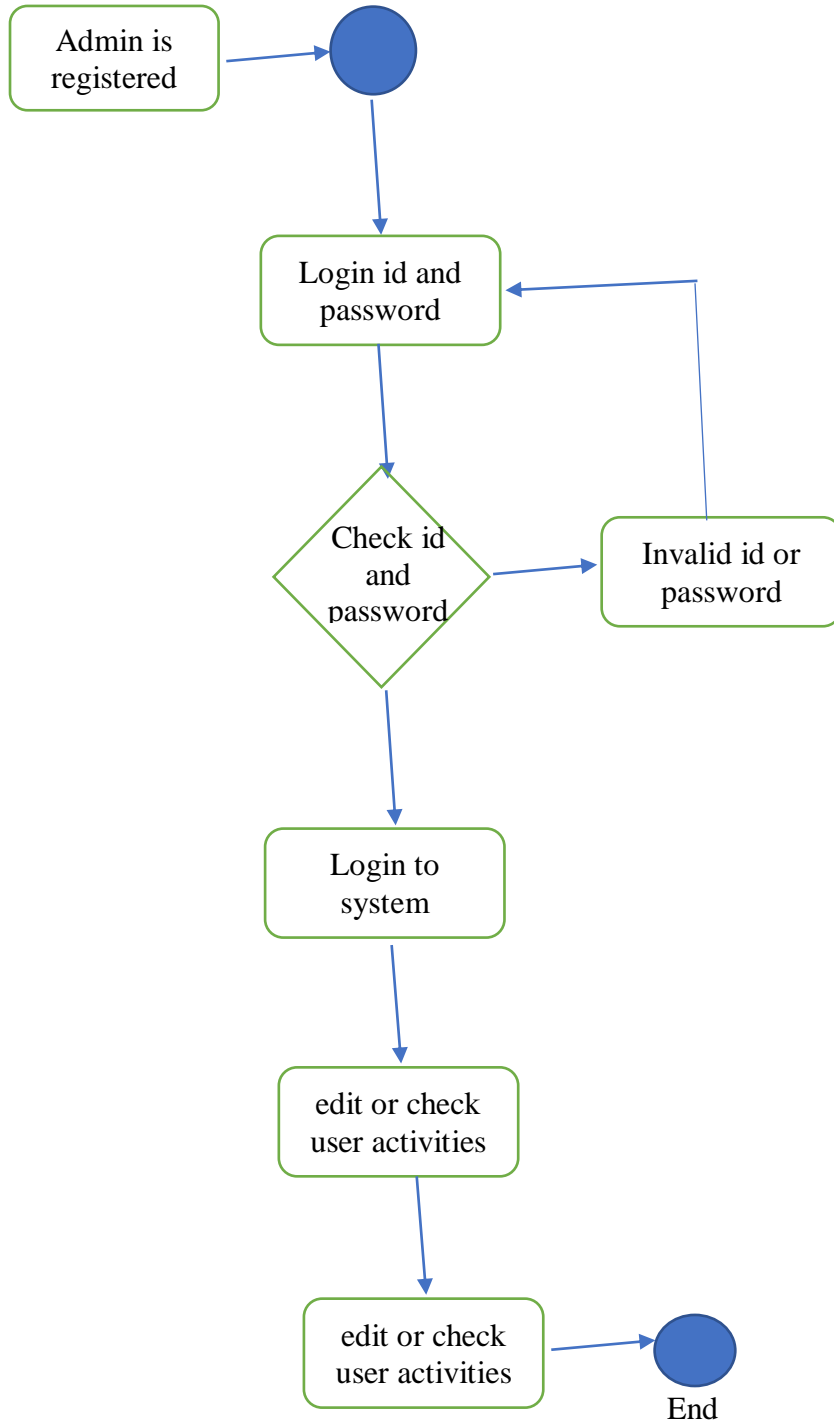 Admin is
registered
Login id and
password
Check id
and
password
Invalid id or
password
Login to
system
edit or check
user activities
edit or check
user activities
End